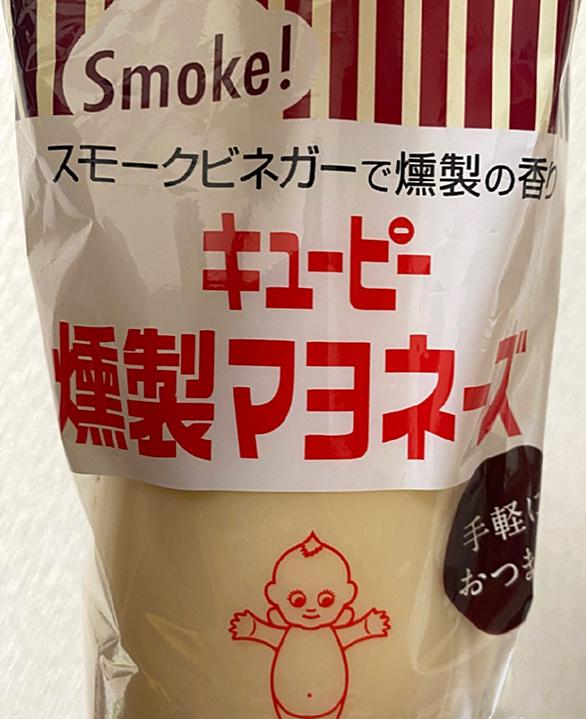 Smoke!
スモークビネガーで燻製の香り
キユーピー
燻製マヨネーズ
手軽に
おつま